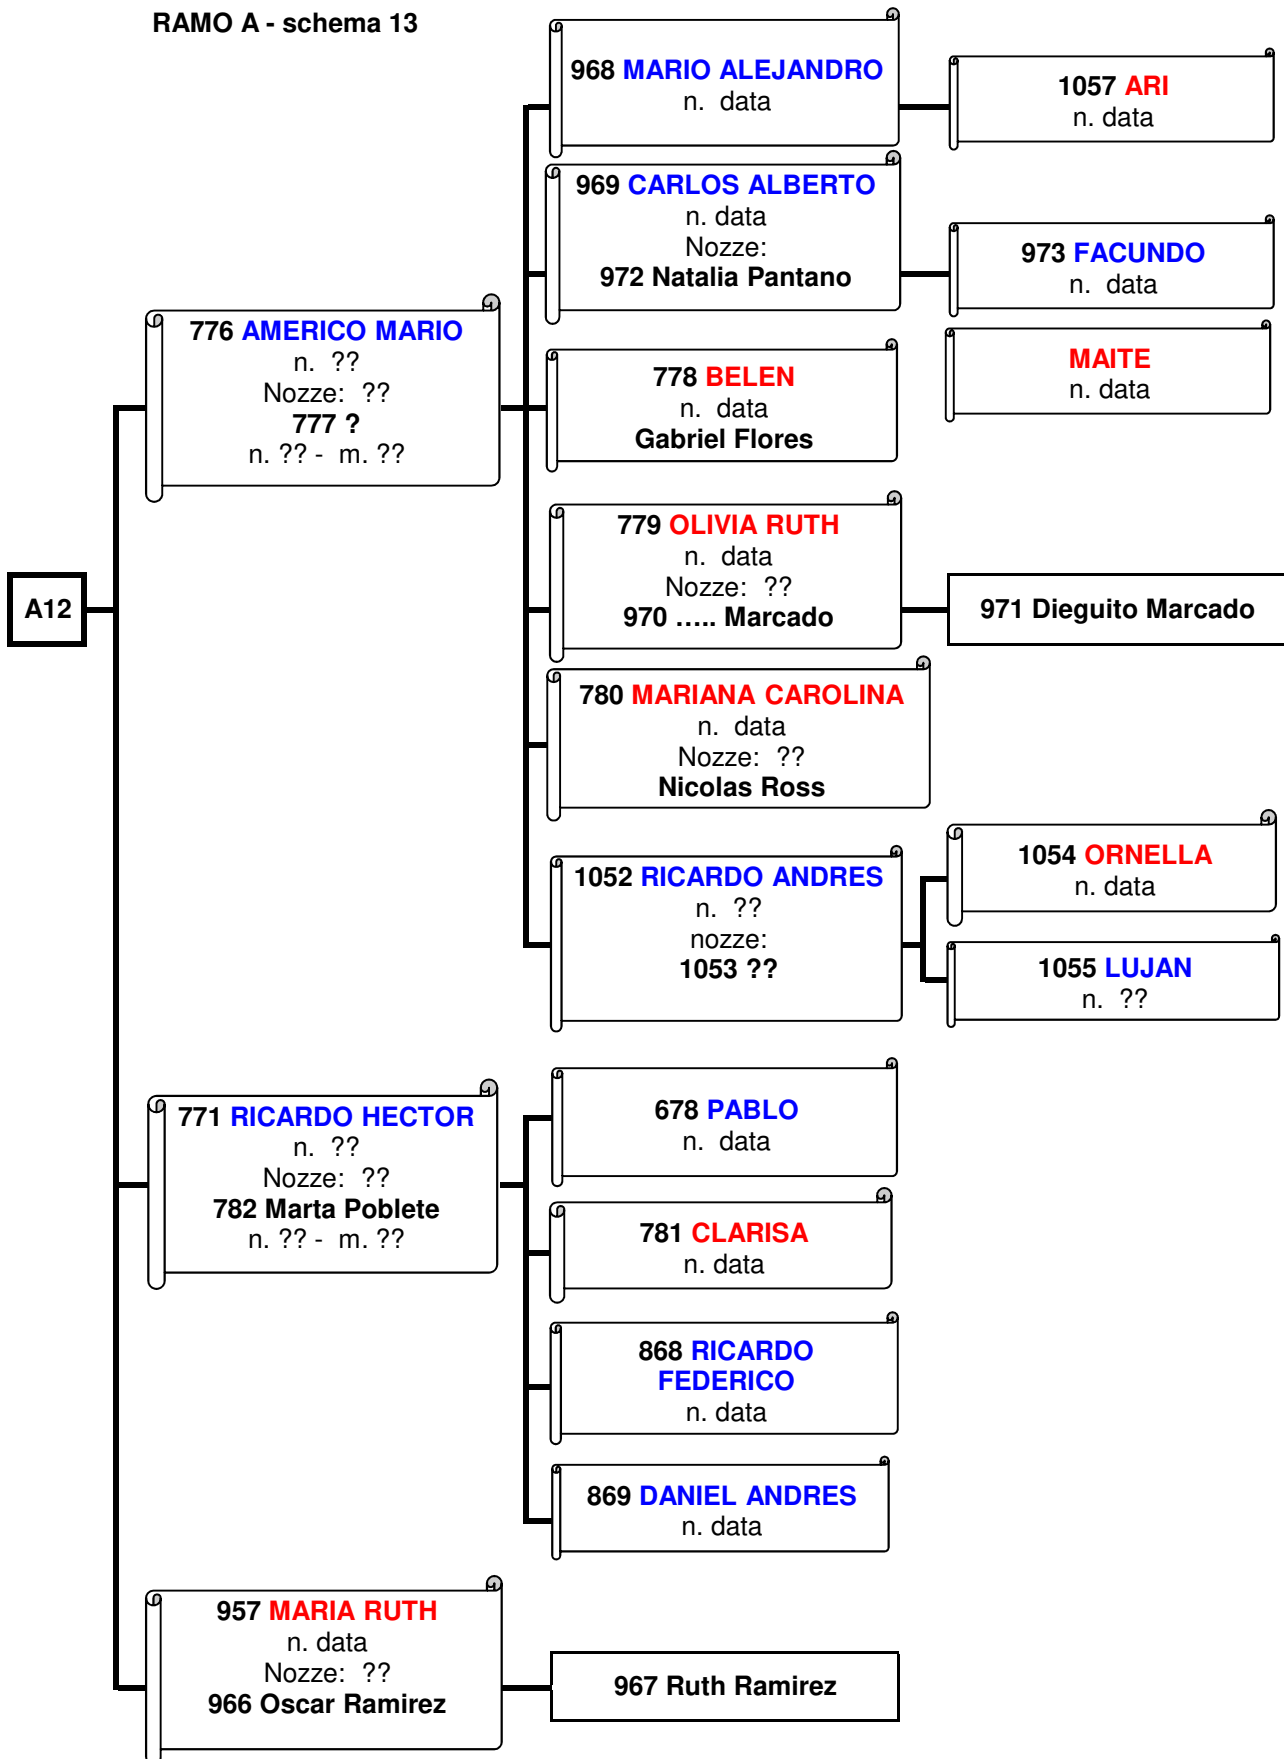 RAMO A - schema 13
968 MARIO ALEJANDRO
n. data
1057 ARI
n. data
969 CARLOS ALBERTO
n. data
Nozze:
972 Natalia Pantano
973 FACUNDO
n. data
776 AMERICO MARIO
n. ??
Nozze: ??
777 ?
n. ?? - m. ??
MAITE
n. data
778 BELEN
n. data
Gabriel Flores
779 OLIVIA RUTH
n. data
Nozze: ??
970 ..... Marcado
A12
971 Dieguito Marcado
780 MARIANA CAROLINA
n. data
Nozze: ??
Nicolas Ross
1052 RICARDO ANDRES
n. ??
nozze:
1053 ??
1054 ORNELLA
n. data
1055 LUJAN
n. ??
771 RICARDO HECTOR
n. ??
Nozze: ??
782 Marta Poblete
n. ?? - m. ??
678 PABLO
n. data
781 CLARISA
n. data
868 RICARDO
FEDERICO
n. data
869 DANIEL ANDRES
n. data
957 MARIA RUTH
n. data
Nozze: ??
966 Oscar Ramirez
967 Ruth Ramirez